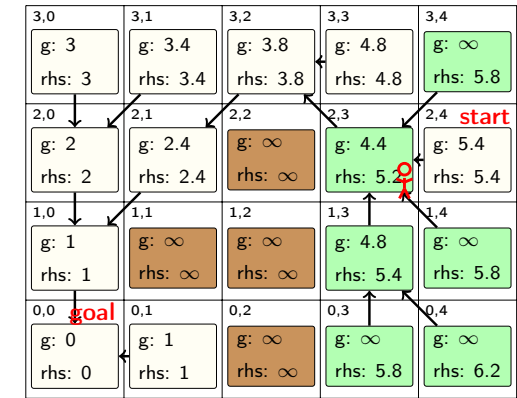 3,0 3,1 3,2 3,3 3,4
g: 3 g: 3.4 g: 3.8 g: 4.8 g: ∞
rhs: 3 rhs: 3.4 rhs: 3.8 rhs: 4.8 rhs: 5.8
2,0 2,1 2,2 2,3 2,4 start
g: 2 g: 2.4 g: ∞ g: 4.4 g: 5.4
rhs: 2 rhs: 2.4 rhs: ∞ rhs: 5.2 rhs: 5.4
1,0 1,1 1,2 1,3 1,4
g: 1 g: ∞ g: ∞ g: 4.8 g: ∞
rhs: 1 rhs: ∞ rhs: ∞ rhs: 5.4 rhs: 5.8
0,0 goal 0,1 0,2 0,3 0,4
g: 0 g: 1 g: ∞ g: ∞ g: ∞
rhs: 0 rhs: 1 rhs: ∞ rhs: 5.8 rhs: 6.2